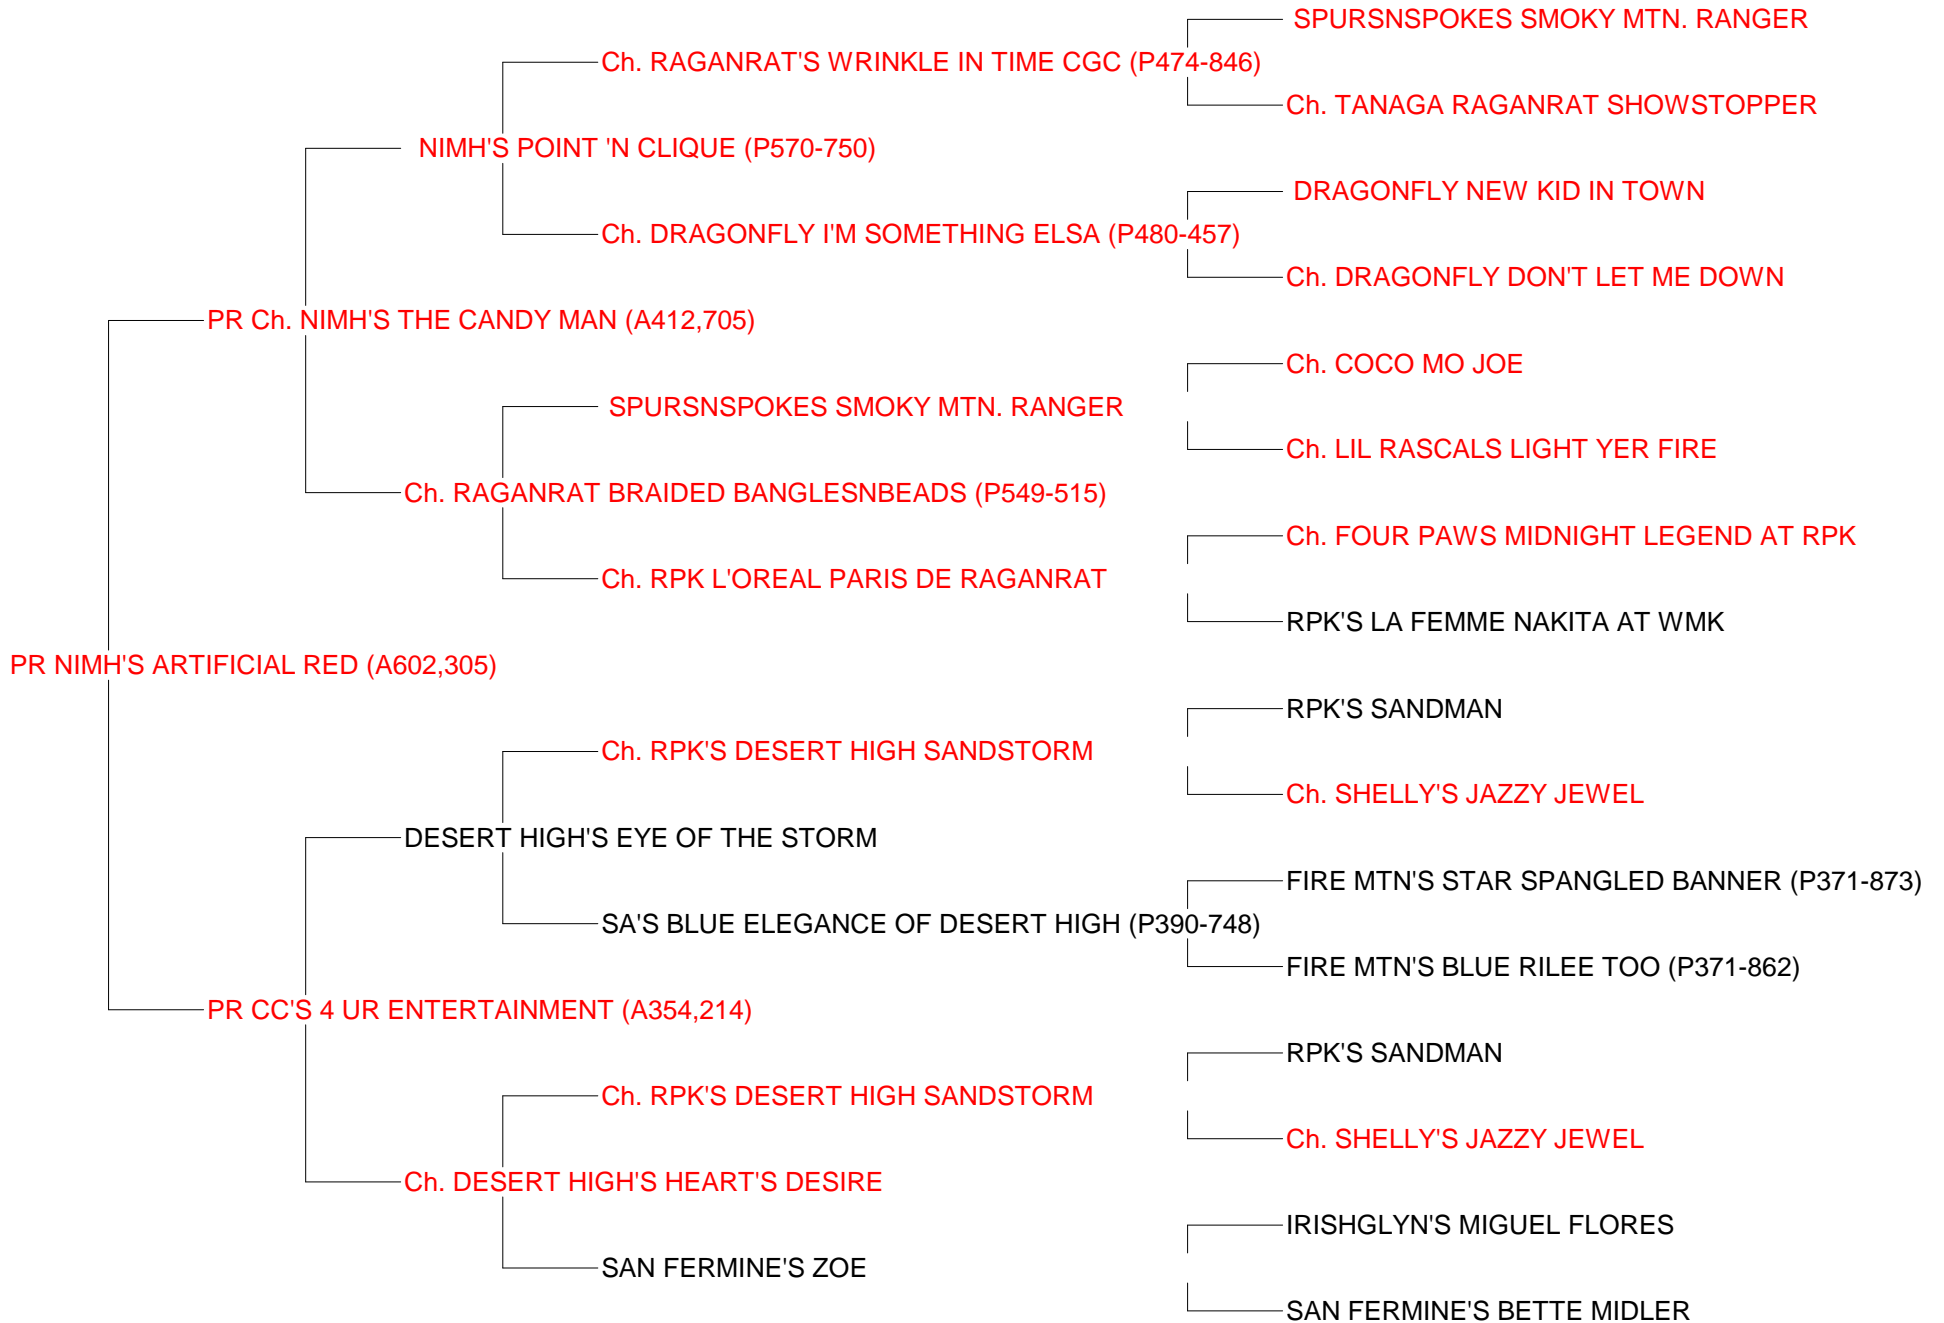 SPURSNSPOKES SMOKY MTN. RANGER
Ch. RAGANRAT'S WRINKLE IN TIME CGC (P474-846)
Ch. TANAGA RAGANRAT SHOWSTOPPER
NIMH'S POINT 'N CLIQUE (P570-750)
DRAGONFLY NEW KID IN TOWN
Ch. DRAGONFLY I'M SOMETHING ELSA (P480-457)
Ch. DRAGONFLY DON'T LET ME DOWN
PR Ch. NIMH'S THE CANDY MAN (A412,705)
Ch. COCO MO JOE
SPURSNSPOKES SMOKY MTN. RANGER
Ch. LIL RASCALS LIGHT YER FIRE
Ch. RAGANRAT BRAIDED BANGLESNBEADS (P549-515)
Ch. FOUR PAWS MIDNIGHT LEGEND AT RPK
Ch. RPK L'OREAL PARIS DE RAGANRAT
RPK'S LA FEMME NAKITA AT WMK
PR NIMH'S ARTIFICIAL RED (A602,305)
RPK'S SANDMAN
Ch. RPK'S DESERT HIGH SANDSTORM
Ch. SHELLY'S JAZZY JEWEL
DESERT HIGH'S EYE OF THE STORM
FIRE MTN'S STAR SPANGLED BANNER (P371-873)
SA'S BLUE ELEGANCE OF DESERT HIGH (P390-748)
FIRE MTN'S BLUE RILEE TOO (P371-862)
PR CC'S 4 UR ENTERTAINMENT (A354,214)
RPK'S SANDMAN
Ch. RPK'S DESERT HIGH SANDSTORM
Ch. SHELLY'S JAZZY JEWEL
Ch. DESERT HIGH'S HEART'S DESIRE
IRISHGLYN'S MIGUEL FLORES
SAN FERMINE'S ZOE
SAN FERMINE'S BETTE MIDLER